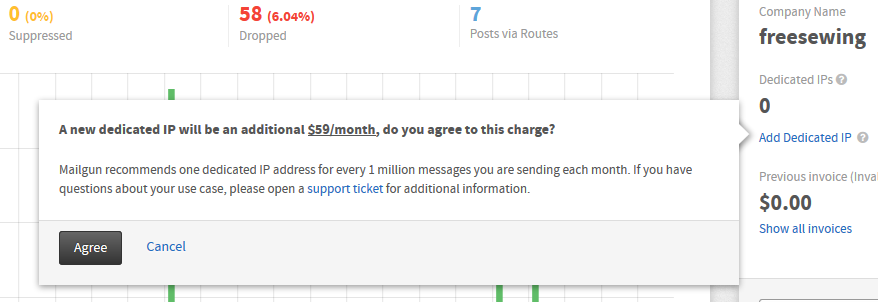 0 (0%)
Suppressed
58 (6.04%)
Dropped
7
Posts via Routes
Company Name
freesewing
Dedicated IPs ?
0
Add Dedicated IP ?
Previous invoice (Inva
$0.00
Show all invoices
A new dedicated IP will be an additional $59/month, do you agree to this charge?
Mailgun recommends one dedicated IP address for every 1 million messages you are sending each month. If you have
questions about your use case, please open a support ticket for additional information.
Agree
Cancel